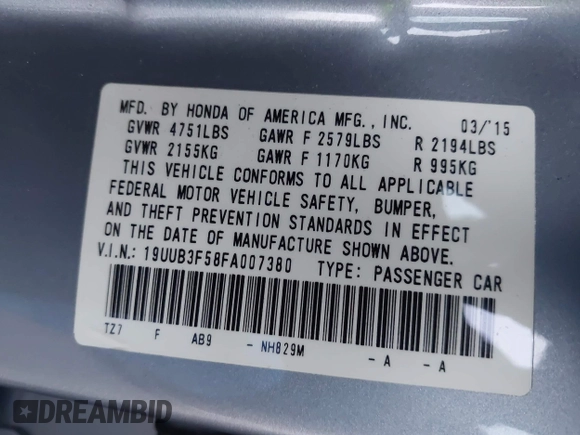 MFD. BY HONDA OF AMERICA MFG., INC. 03/'15
GVWR 4751LBS GAWR F 2579LBS R 2194LBS
GVWR 2155KG GAWR F 1170KG R 995KG
THIS VEHICLE CONFORMS TO ALL APPLICABLE
FEDERAL MOTOR VEHICLE SAFETY, BUMPER,
AND THEFT PREVENTION STANDARDS IN EFFECT
ON THE DATE OF MANUFACTURE SHOWN ABOVE.
V.I.N.: 19UUB3F58FA007380 TYPE: PASSENGER CAR
TZ7 F AB9 - NH829M - A - A
DREAMBID